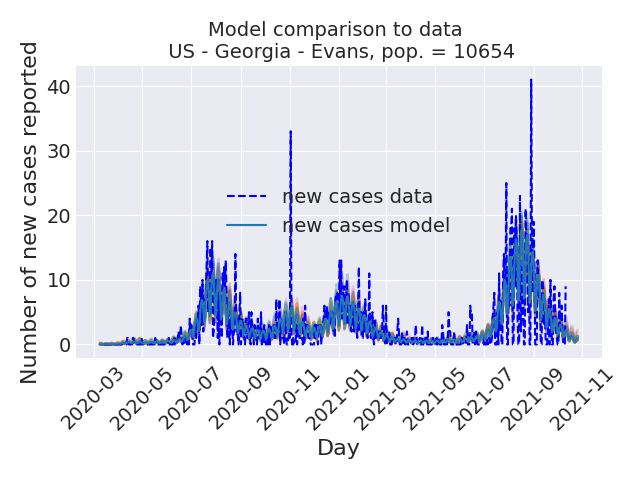 Model comparison to data
US - Georgia - Evans, pop. = 10654
Number of new cases reported
40
30
20
10
0
new cases data
new cases model
2020-03
2020-05
2020-07
2020-09
2020-11
2021-01
2021-03
2021-05
2021-07
2021-09
2021-11
Day